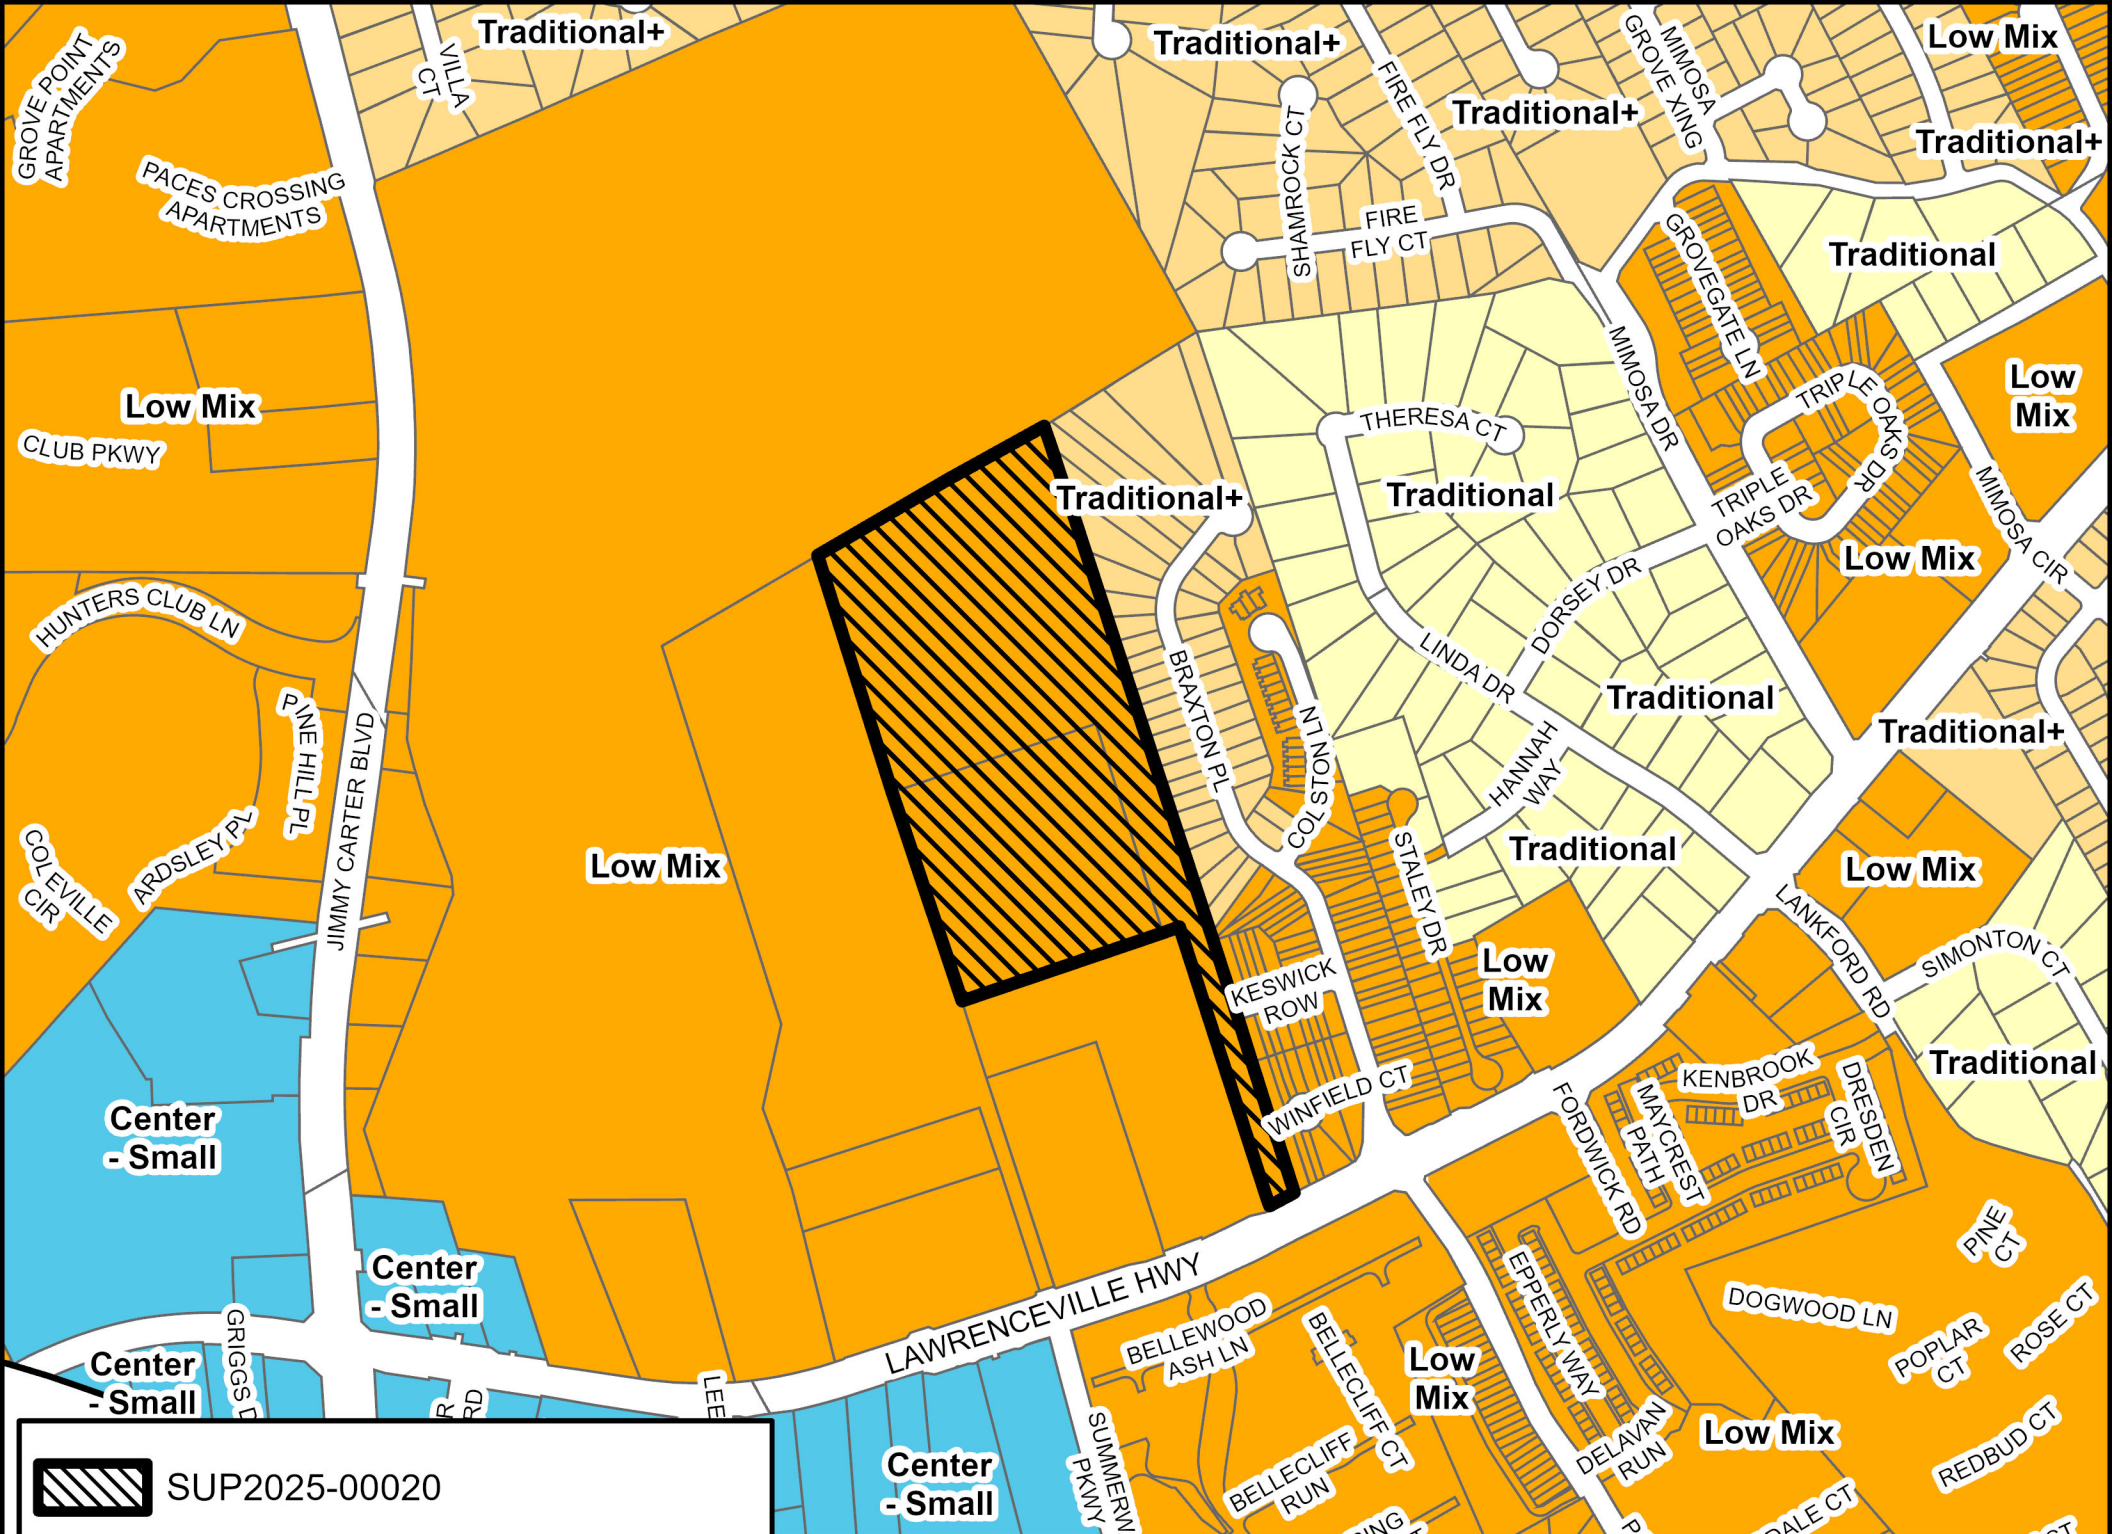 GROVE POINT
APARTMENTS
PACES CROSSING
APARTMENTS
VILLA
CT
Traditional+
Traditional+
FIRE FLY DR
SHAMROCK CT
FIRE
FLY CT
Traditional+
MIMOSA
GROVE XING
Low Mix
Traditional+
Traditional
GROVEGATE LN
MIMOSA DR
Low Mix
CLUB PKWY
Low
Mix
TRIPLE OAKS DR
TRIPLE
OAKS DR
MIMOSA CIR
Low Mix
THERESA CT
Traditional
Traditional+
DORSEY DR
LINDA DR
HUNTERS CLUB LN
PINE HILL PL
JIMMY CARTER BLVD
ARDSLEY PL
COLEVILLE
CIR
Low Mix
BRAXTON PL
COLSTON LN
Traditional
HANNAH
WAY
Traditional+
Traditional
STALEY DR
Low Mix
LANKFORD RD
SIMONTON CT
Low
Mix
KESWICK
ROW
WINFIELD CT
Traditional
KENBROOK
DR
DRESDEN
CIR
MAYCREST
PATH
FORDWICK RD
Center
- Small
Center
- Small
Center
- Small
GRIGGS D
R
RD
LEE
LAWRENCEVILLE HWY
BELLEWOOD
ASH LN
BELLECLIFF CT
EPPERLY WAY
PINE
CT
DOGWOOD LN
POPLAR
CT
ROSE CT
Low
Mix
Low Mix
DELAVAN
RUN
REDBUD CT
BELLECLIFF
RUN
SUMMERW
PKWY
Center
- Small
ING
DALE CT
SUP2025-00020